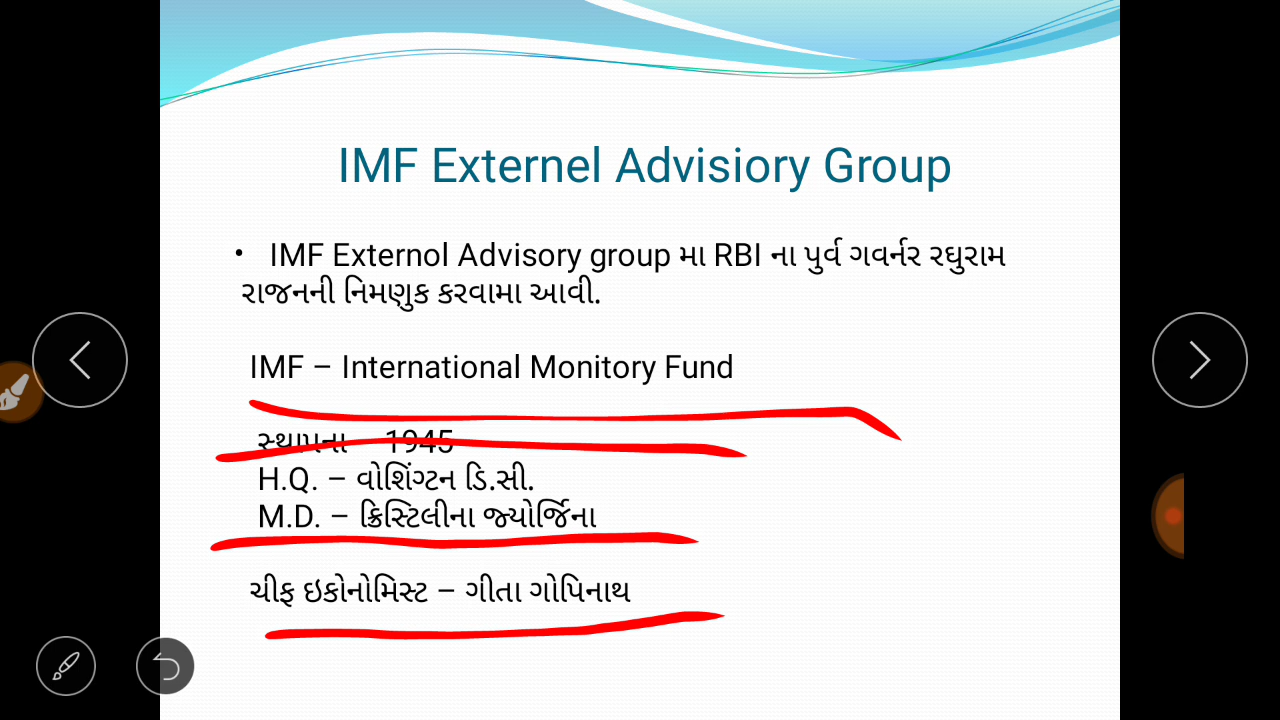 IMF Externel Advisiory Group
• IMF Externol Advisory group મા RBI ના પુર્વ ગવર્નર રઘુરામ
રાજનની નિમણુક કરવામા આવી.
IMF – International Monitory Fund
સ્થાપના – 1945
H.Q. – વોશિંગ્ટન ડિ.સી.
M.D. – ક્રિસ્ટિલીના જ્યોર્જિના
ચીફ ઇકોનોમિસ્ટ – ગીતા ગોપિનાથ